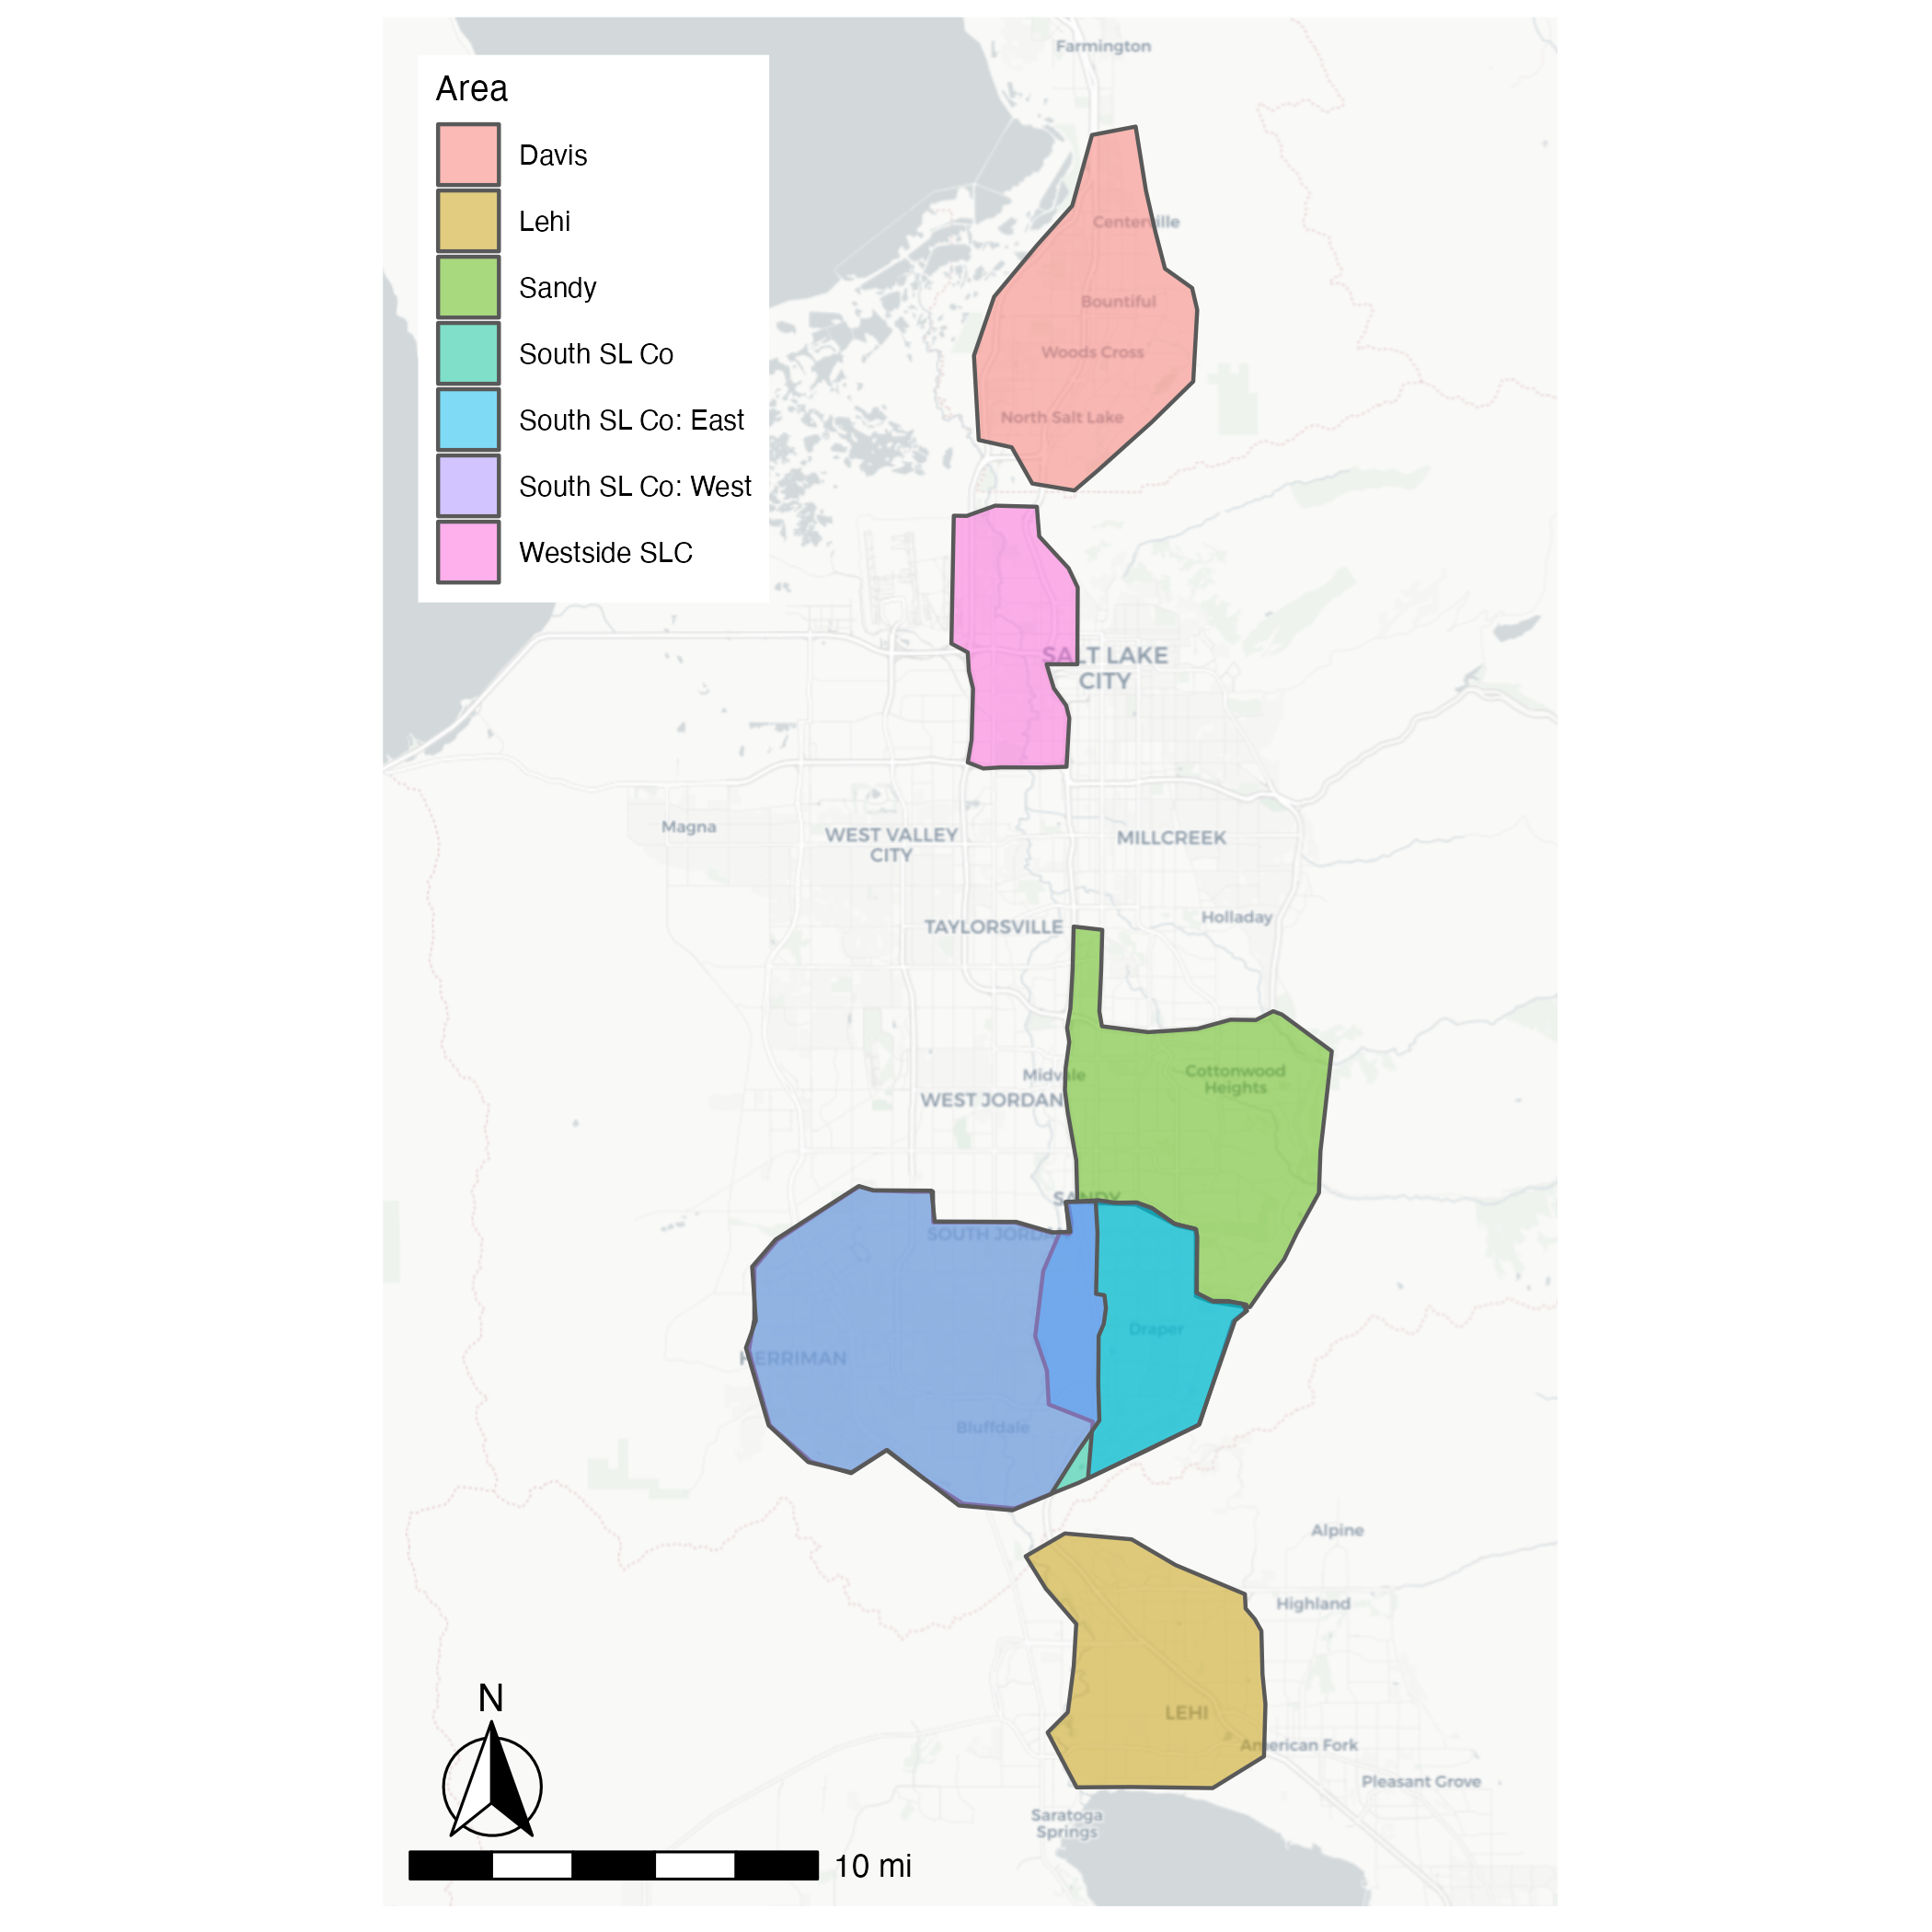 Area
Davis
Lehi
Sandy
South SL Co
South SL Co: East
South SL Co: West
Westside SLC
Farmington
Centerville
Bountiful
Woods Cross
North Salt Lake
SALT LAKE
CITY
Magna
WEST VALLEY
CITY
MILLCREEK
TAYLORSVILLE
Holladay
Midvale
Cottonwood
Heights
WEST JORDAN
SANDY
SOUTH JORDAN
Draper
HERRIMAN
Bluffdale
Alpine
Highland
LEHI
American Fork
Pleasant Grove
Saratoga
Springs
N
10 mi